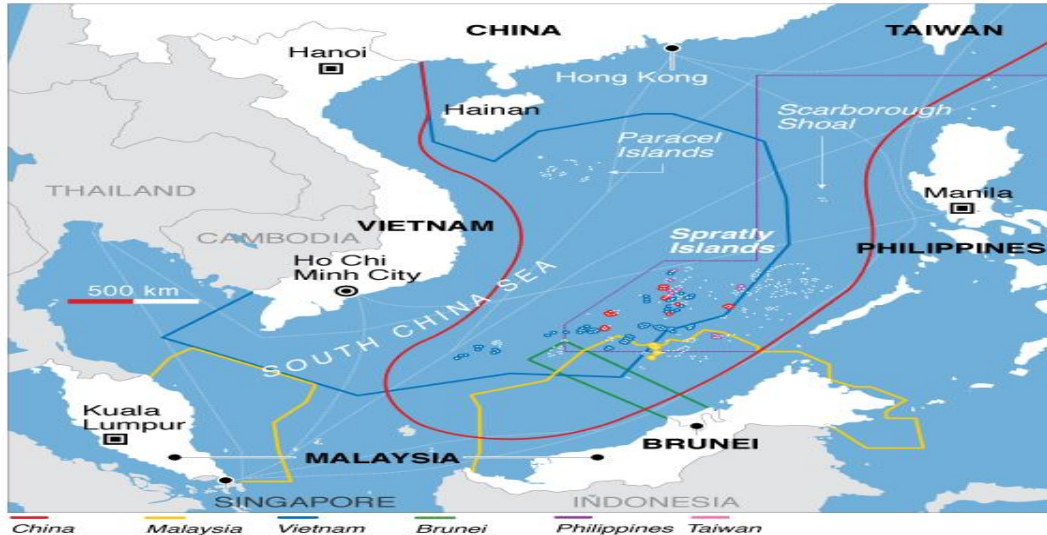 CHINA
TAIWAN
Hanoi
Hong Kong
Hainan
Scarborough
Shoal
Paracel
Islands
THAILAND
Manila
VIETNAM
CAMBODIA
Spratly
Islands
PHILIPPINES
Ho Chi
Minh City
500 km
SOUTH CHINA SEA
Kuala
Lumpur
BRUNEI
MALAYSIA
SINGAPORE
INDONESIA
China
Malaysia
Vietnam
Brunei
Philippines
Taiwan